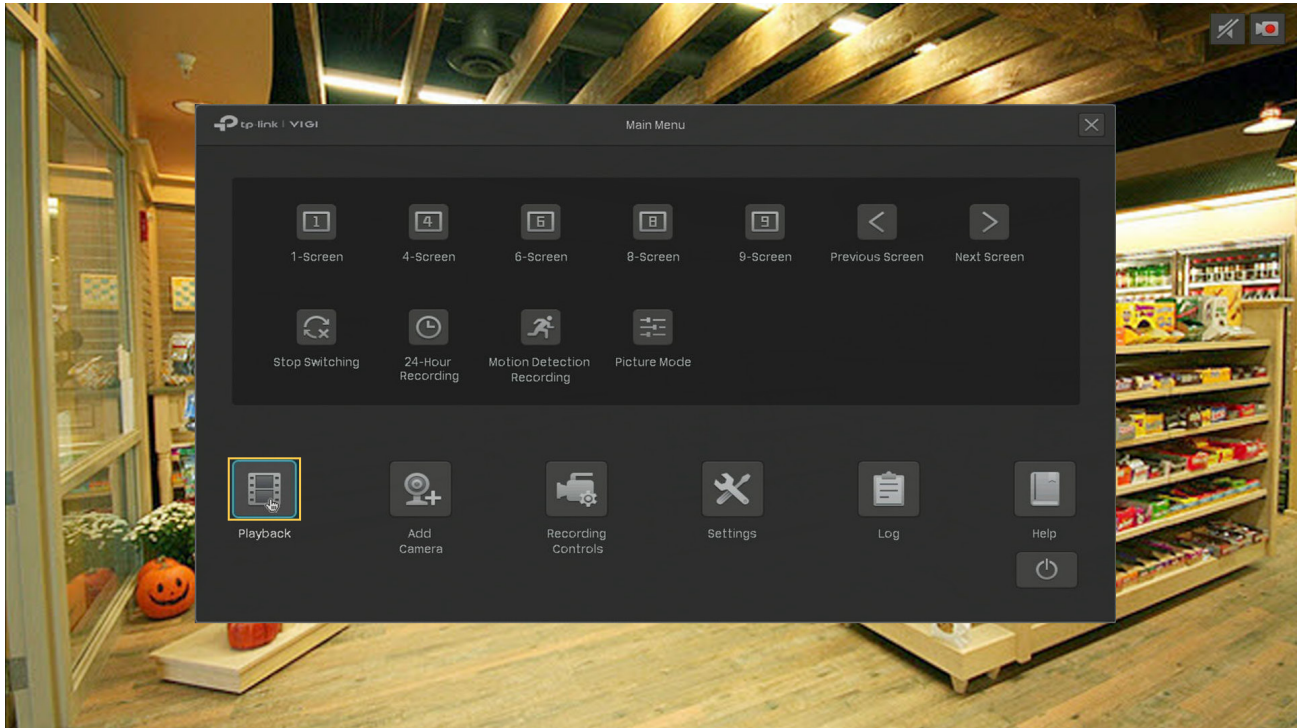 tp-link | VIGI
Main Menu
1
4
6
8
9
1-Screen
4-Screen
6-Screen
8-Screen
9-Screen
Previous Screen
Next Screen
Stop Switching
24-Hour
Recording
Motion Detection
Recording
Picture Mode
Playback
Add
Camera
Recording
Controls
Settings
Log
Help